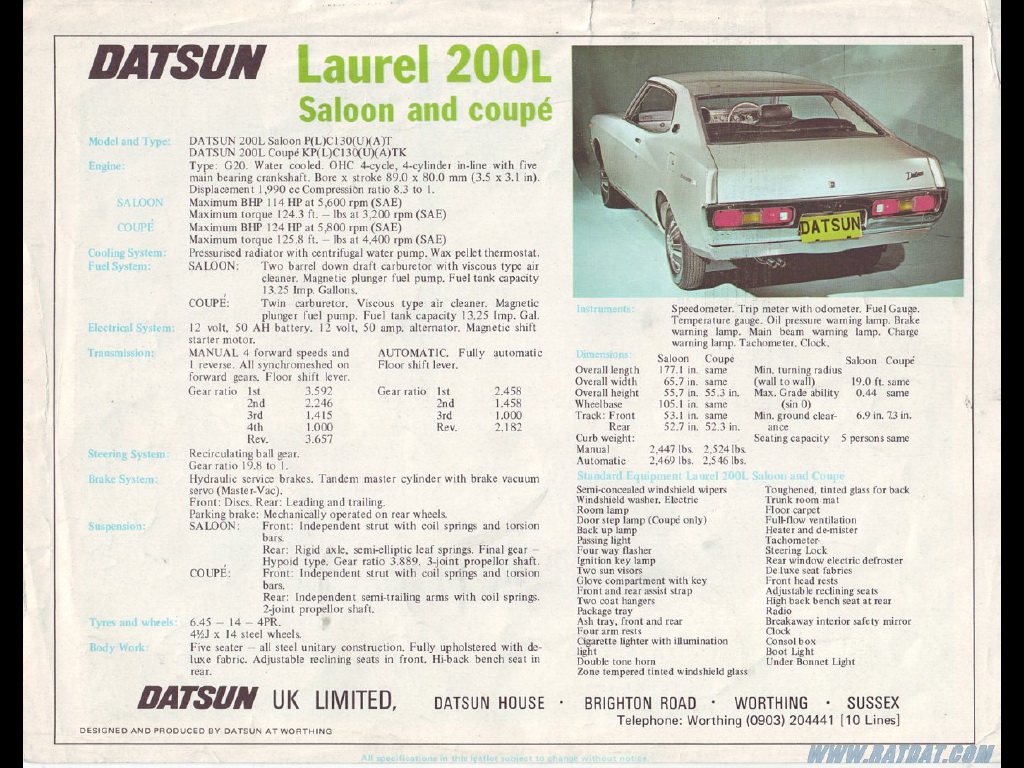 DATSUN Laurel 200L
Saloon and coupé
Model and Type: DATSUN 200L Saloon P(L)C130(U)(A)T
DATSUN 200L Coupé KP(L)C130(U)(A)TK
Engine: Type: G20. Water cooled. OHC 4-cycle, 4-cylinder in-line with five
main bearing crankshaft. Bore x stroke 89.0 x 80.0 mm (3.5 x 3.1 in).
Displacement 1,990 cc Compression ratio 8.3 to 1.
SALOON Maximum BHP 114 HP at 5,600 rpm (SAE)
Maximum torque 124.3 ft. – lbs at 3,200 rpm (SAE)
COUPÉ Maximum BHP 124 HP at 5,800 rpm (SAE)
Maximum torque 125.8 ft. – lbs at 4,400 rpm (SAE)
Cooling System: Pressurised radiator with centrifugal water pump. Wax pellet thermostat.
Fuel System: SALOON: Two barrel down draft carburetor with viscous type air
cleaner. Magnetic plunger fuel pump. Fuel tank capacity
13.25 Imp. Gallons.
COUPÉ: Twin carburetor. Viscous type air cleaner. Magnetic
plunger fuel pump. Fuel tank capacity 13.25 Imp. Gal.
Electrical System: 12 volt, 50 AH battery. 12 volt, 50 amp. alternator. Magnetic shift
starter motor.
Transmission: MANUAL 4 forward speeds and
1 reverse. All synchromeshed on
forward gears. Floor shift lever.
Gear ratio 1st 3.592
2nd 2.246
3rd 1.415
4th 1.000
Rev. 3.657
AUTOMATIC. Fully automatic
Floor shift lever.
Gear ratio 1st 2.458
2nd 1.458
3rd 1.000
Rev. 2.182
Steering System: Recirculating ball gear.
Gear ratio 19.8 to 1.
Brake System: Hydraulic service brakes. Tandem master cylinder with brake vacuum
servo (Master-Vac).
Front: Discs. Rear: Leading and trailing.
Parking brake: Mechanically operated on rear wheels.
Suspension: SALOON: Front: Independent strut with coil springs and torsion
bars.
Rear: Rigid axle, semi-elliptic leaf springs. Final gear –
Hypoid type. Gear ratio 3.889. 3-joint propellor shaft.
COUPÉ: Front: Independent strut with coil springs and torsion
bars.
Rear: Independent semi-trailing arms with coil springs.
2-joint propellor shaft.
Tyres and wheels: 6.45 – 14 – 4PR.
4½J x 14 steel wheels.
Body Work: Five seater – all steel unitary construction. Fully upholstered with de-
luxe fabric. Adjustable reclining seats in front. Hi-back bench seat in
rear.
Datsun
DATSUN
Instruments: Speedometer. Trip meter with odometer. Fuel Gauge.
Temperature gauge. Oil pressure warning lamp. Brake
warning lamp. Main beam warning lamp. Charge
warning lamp. Tachometer. Clock.
Dimensions: Saloon Coupé
Overall length 177.1 in. same
Overall width 65.7 in. same
Overall height 55.7 in. 55.3 in.
Wheelbase 105.1 in. same
Track: Front 53.1 in. same
Rear 52.7 in. 52.3 in.
Curb weight:
Manual 2,447 lbs. 2,524 lbs.
Automatic 2,469 lbs. 2,546 lbs.
Saloon Coupé
Min. turning radius
(wall to wall) 19.0 ft. same
Max. Grade ability 0.44 same
(sin 0)
Min. ground clear- 6.9 in. 7.3 in.
ance
Seating capacity 5 persons same
Standard Equipment Laurel 200L Saloon and Coupé
Semi-concealed windshield wipers
Windshield washer, Electric
Room lamp
Door step lamp (Coupé only)
Back up lamp
Passing light
Four way flasher
Ignition key lamp
Two sun visors
Glove compartment with key
Front and rear assist strap
Two coat hangers
Package tray
Ash tray, front and rear
Four arm rests
Cigarette lighter with illumination
light
Double tone horn
Zone tempered tinted windshield glass
Toughened, tinted glass for back
Trunk room mat
Floor carpet
Full-flow ventilation
Heater and de-mister
Tachometer
Steering Lock
Rear window electric defroster
De luxe seat fabrics
Front head rests
Adjustable reclining seats
High back bench seat at rear
Radio
Breakaway interior safety mirror
Clock
Consol box
Boot Light
Under Bonnet Light
DATSUN UK LIMITED, DATSUN HOUSE · BRIGHTON ROAD · WORTHING · SUSSEX
Telephone: Worthing (0903) 204441 [10 Lines]
DESIGNED AND PRODUCED BY DATSUN AT WORTHING
All specifications in this leaflet subject to change without notice.
WWW.RATDAT.COM